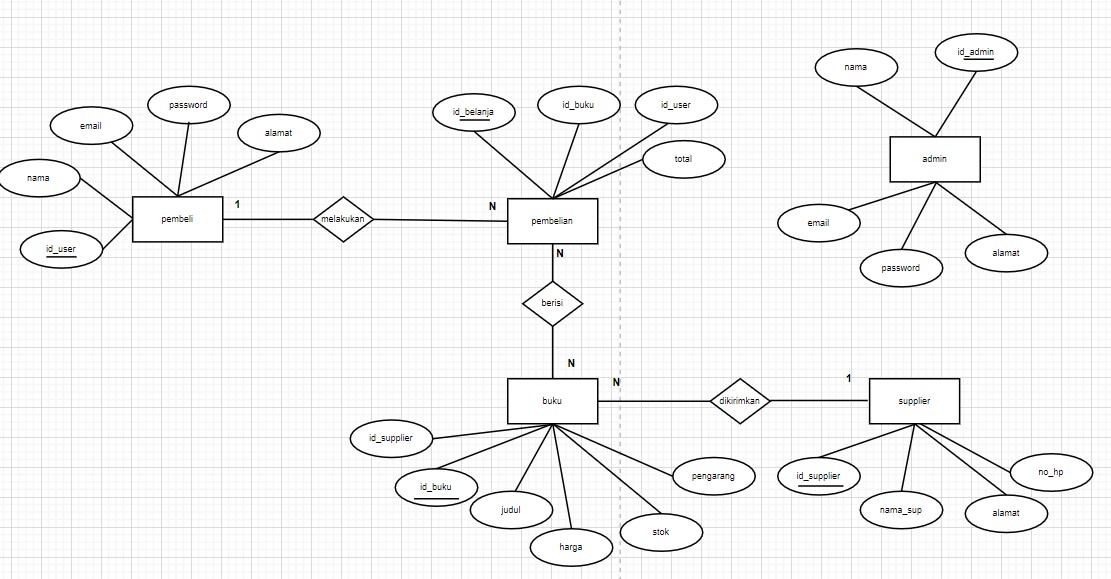 id_admin
nama
password
id_belanja
id_buku
id_user
email
alamat
total
admin
nama
1
N
pembeli
melakukan
pembelian
email
id_user
N
alamat
password
berisi
N
N
1
buku
dikirimkan
supplier
id_supplier
pengarang
id_supplier
no_hp
id_buku
judul
nama_sup
alamat
stok
harga